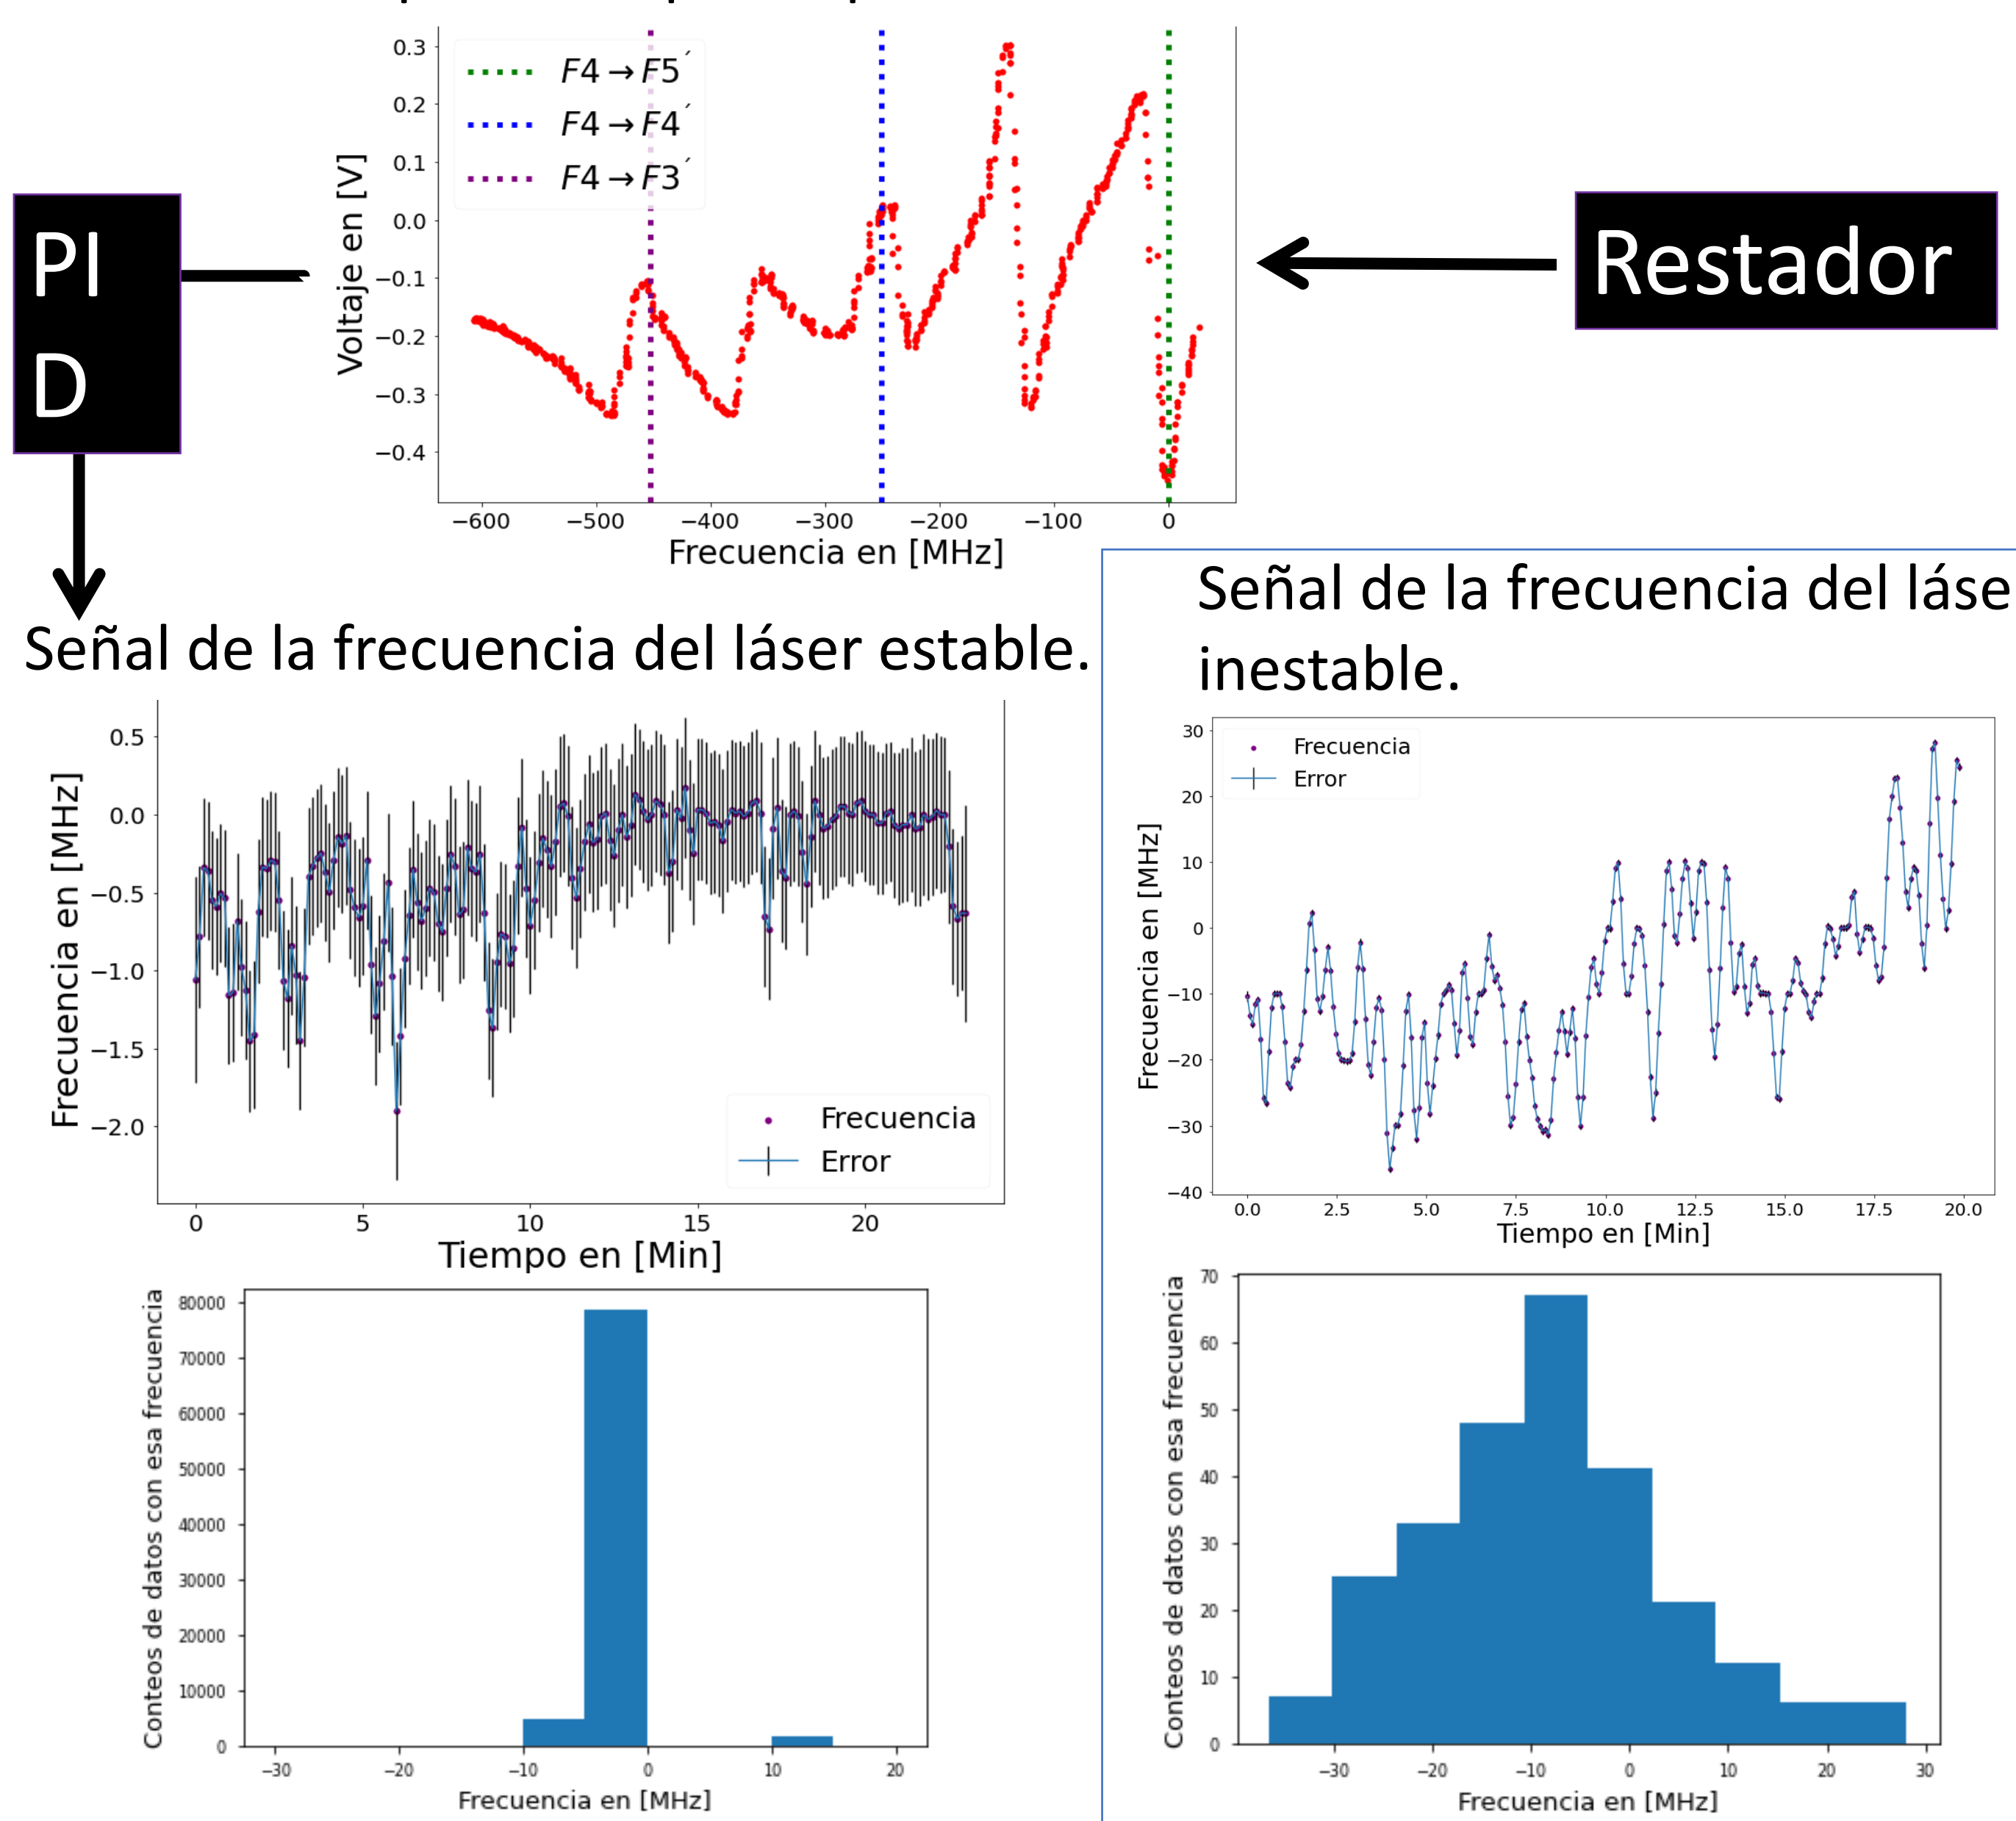 0.3
0.2
0.1
0.0
−0.1
−0.2
−0.3
−0.4
Voltaje en [V]
F4→F5´
F4→F4´
F4→F3´
−600 −500 −400 −300 −200 −100 0
Frecuencia en [MHz]
PI
D
Restador
Señal de la frecuencia del láser estable.
0.5
0.0
−0.5
−1.0
−1.5
−2.0
Frecuencia en [MHz]
Frecuencia
Error
0 5 10 15 20
Tiempo en [Min]
80000
70000
60000
50000
40000
30000
20000
10000
0
Conteos de datos con esa frecuencia
−30 −20 −10 0 10 20
Frecuencia en [MHz]
Señal de la frecuencia del láse
inestable.
30
20
10
0
−10
−20
−30
−40
Frecuencia en [MHz]
Frecuencia
Error
0.0 2.5 5.0 7.5 10.0 12.5 15.0 17.5 20.0
Tiempo en [Min]
70
60
50
40
30
20
10
0
Conteos de datos con esa frecuencia
−30 −20 −10 0 10 20 30
Frecuencia en [MHz]